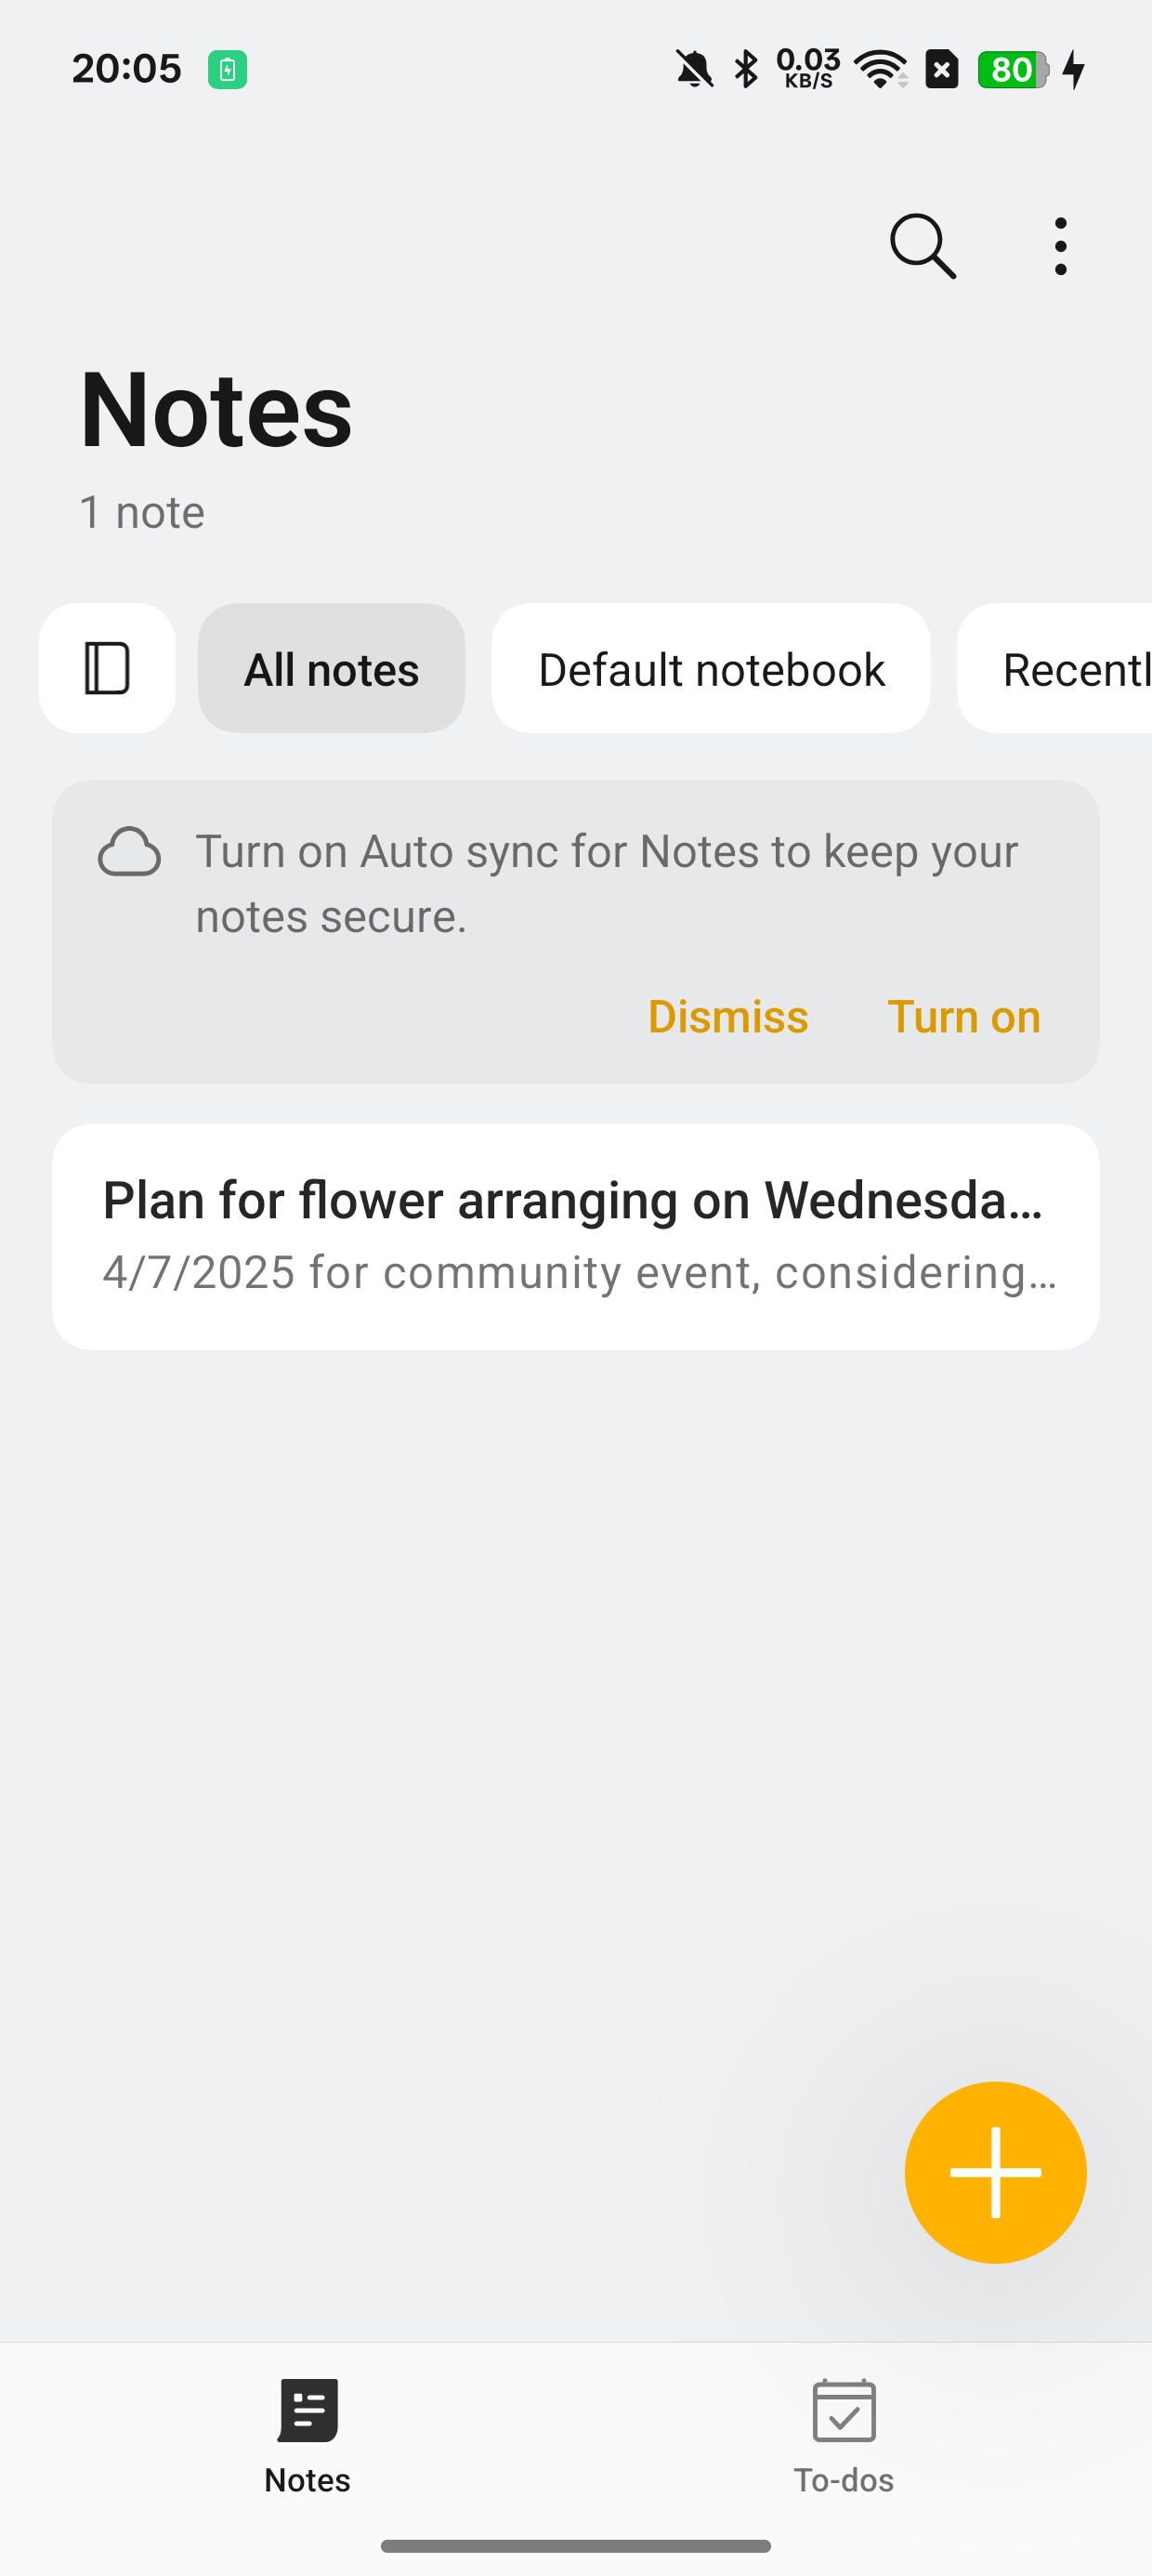 20:05
0.03
KB/S
80
Notes
1 note
All notes
Default notebook
Recentl
Turn on Auto sync for Notes to keep your
notes secure.
Dismiss
Turn on
Plan for flower arranging on Wednesda...
4/7/2025 for community event, considering...
Notes
To-dos